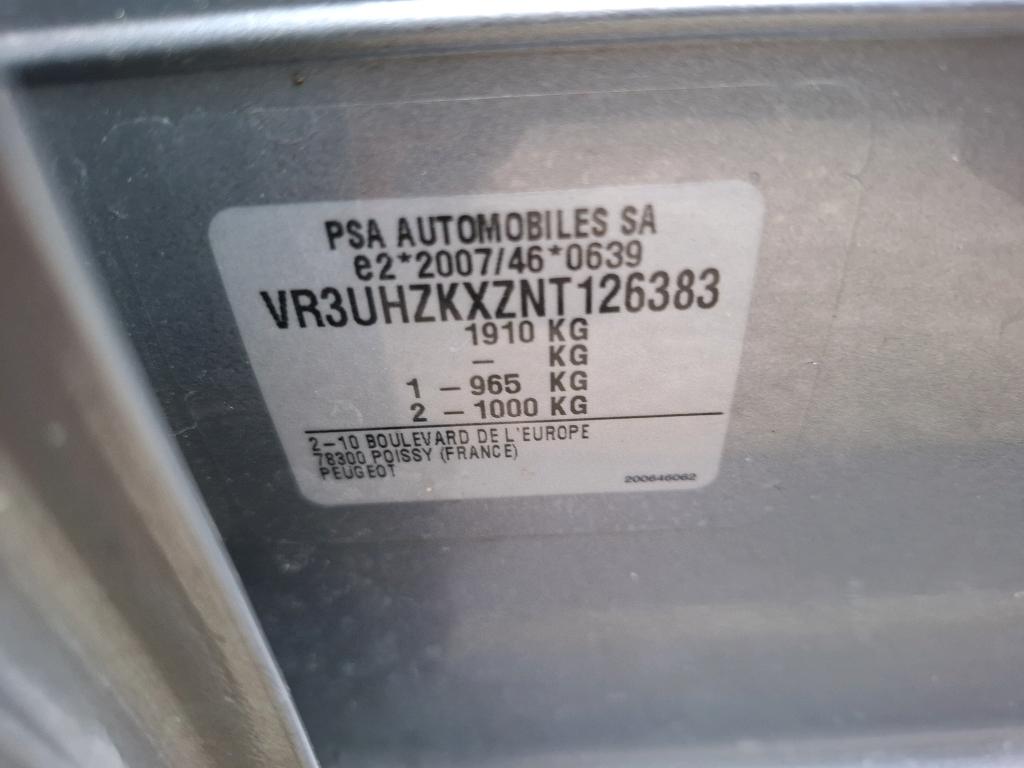 PSA AUTOMOBILES SA
e2*2007/46*0639
VR3UHZKXZNT126383
1910 KG
– KG
1 – 965 KG
2 – 1000 KG
2–10 BOULEVARD DE L'EUROPE
78300 POISSY (FRANCE)
PEUGEOT
200646062